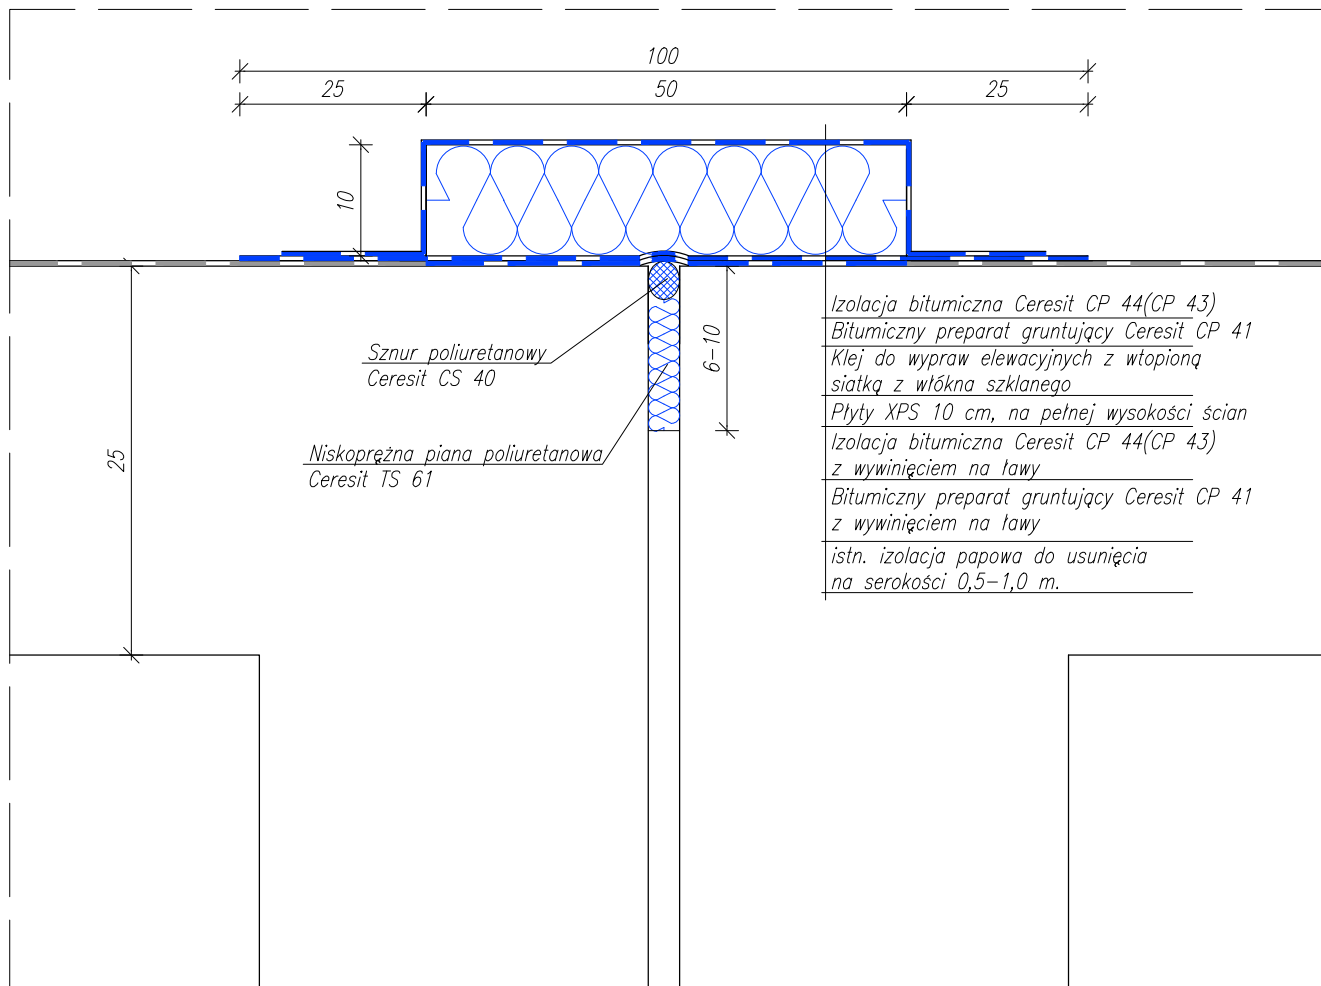 100
25
50
25
10
Izolacja bitumiczna Ceresit CP 44(CP 43)
Bitumiczny preparat gruntujący Ceresit CP 41
Klej do wypraw elewacyjnych z wtopioną
siatką z włókna szklanego
Płyty XPS 10 cm, na pełnej wysokości ścian
Izolacja bitumiczna Ceresit CP 44(CP 43)
z wywinięciem na ławy
Bitumiczny preparat gruntujący Ceresit CP 41
z wywinięciem na ławy
istn. izolacja papowa do usunięcia
na serokości 0,5-1,0 m.
Sznur poliuretanowy
Ceresit CS 40
6-10
Niskoprężna piana poliuretanowa
Ceresit TS 61
25